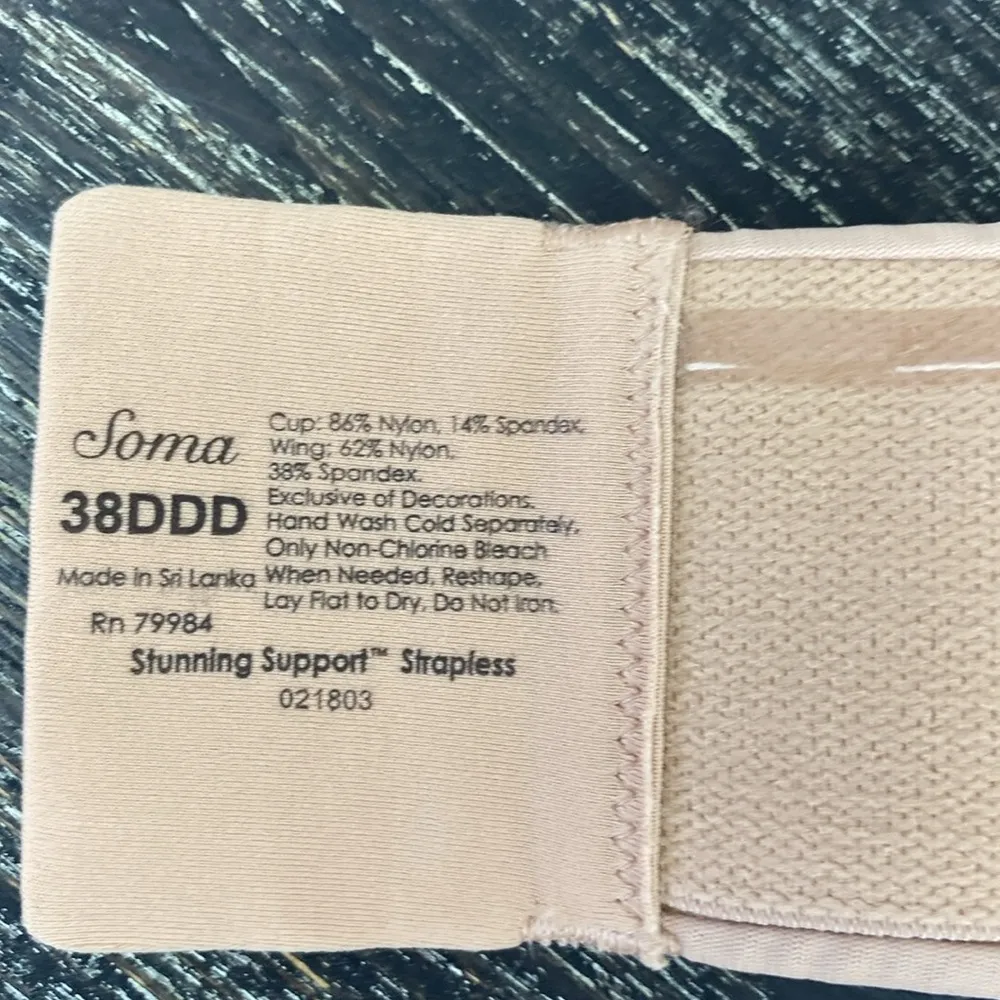 Soma
38DDD
Made in Sri Lanka
Rn 79984
Cup: 86% Nylon, 14% Spandex.
Wing: 62% Nylon,
38% Spandex.
Exclusive of Decorations.
Hand Wash Cold Separately,
Only Non-Chlorine Bleach
When Needed, Reshape,
Lay Flat to Dry, Do Not Iron.
Stunning Support™ Strapless
021803